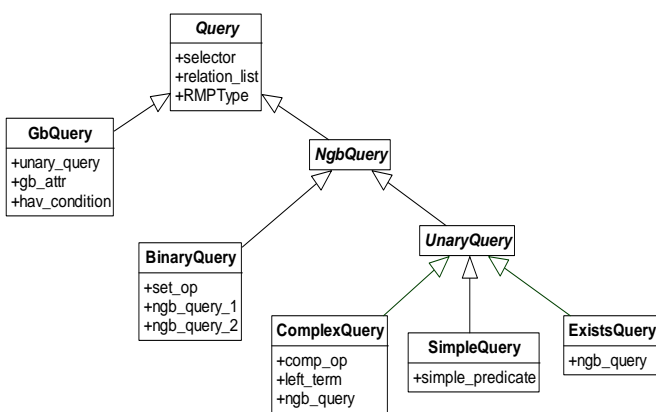 Query
+selector
+relation_list
+RMPType
GbQuery
+unary_query
+gb_attr
+hav_condition
NgbQuery
BinaryQuery
+set_op
+ngb_query_1
+ngb_query_2
UnaryQuery
ComplexQuery
+comp_op
+left_term
+ngb_query
SimpleQuery
+simple_predicate
ExistsQuery
+ngb_query